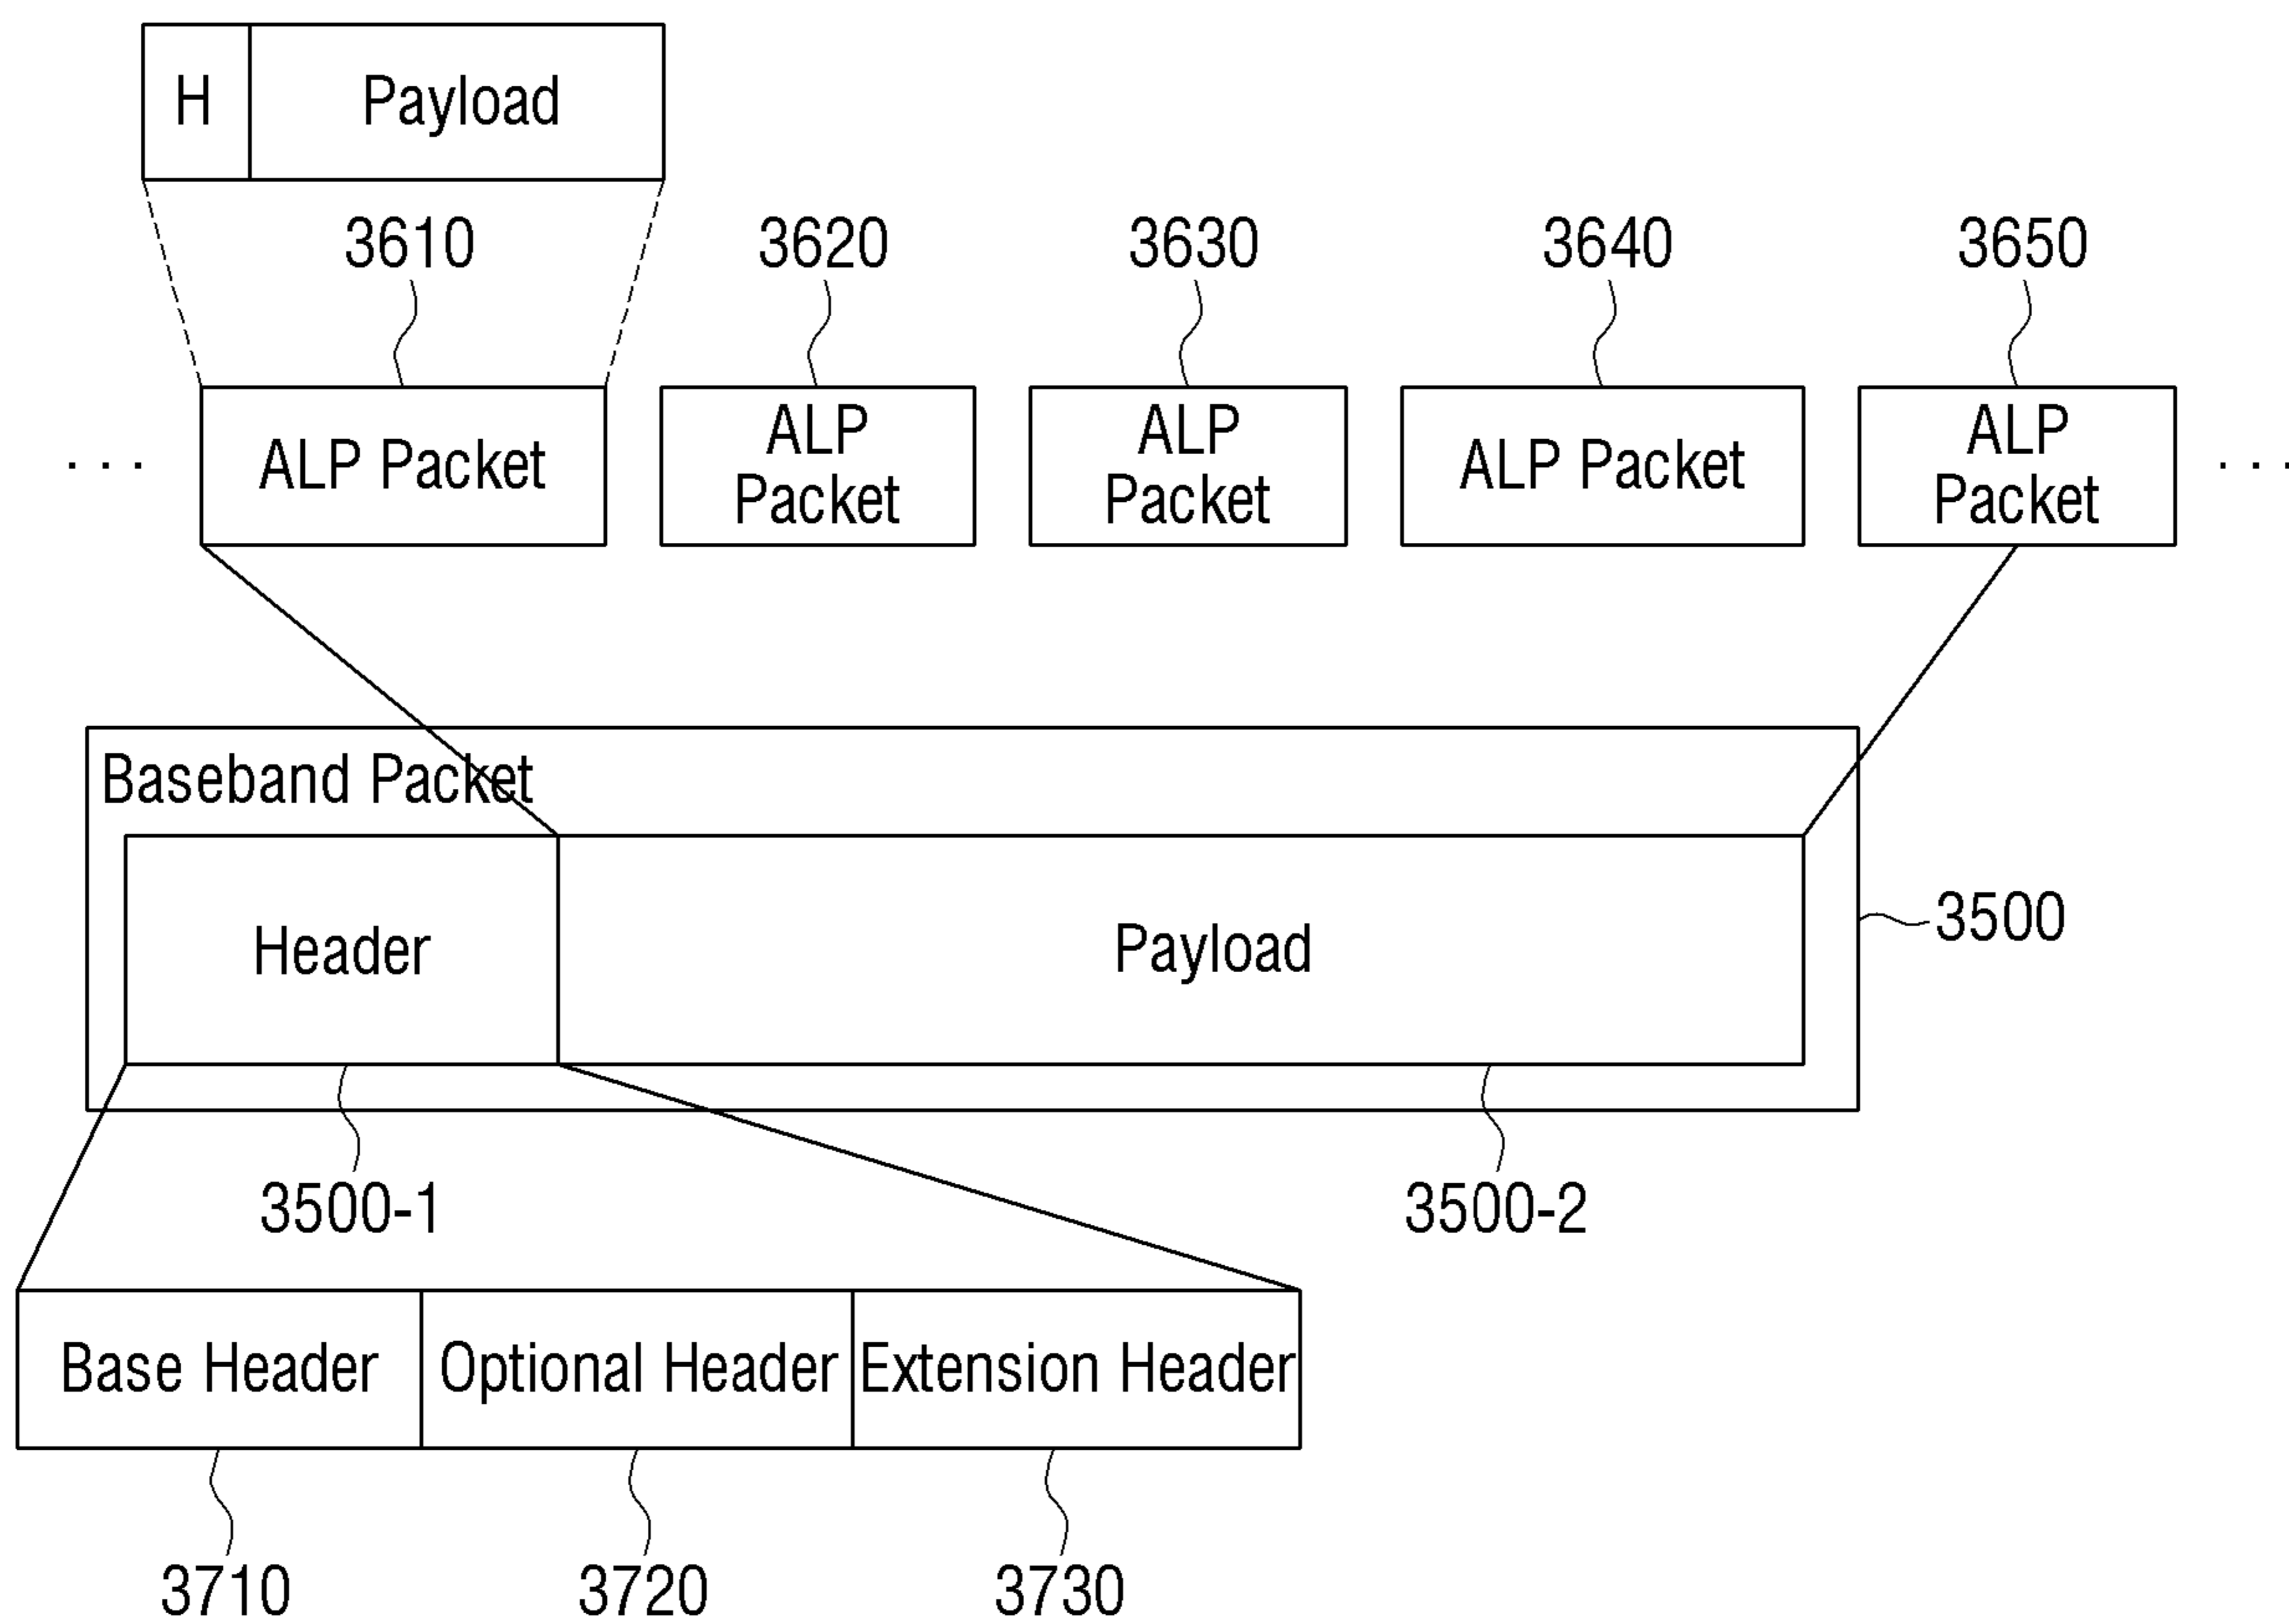 H Payload
3610 3620 3630 3640 3650
... ALP Packet ALP Packet ALP Packet ALP Packet ALP Packet ...
Baseband Packet
Header Payload 3500
3500-1 3500-2
Base Header Optional Header Extension Header
3710 3720 3730